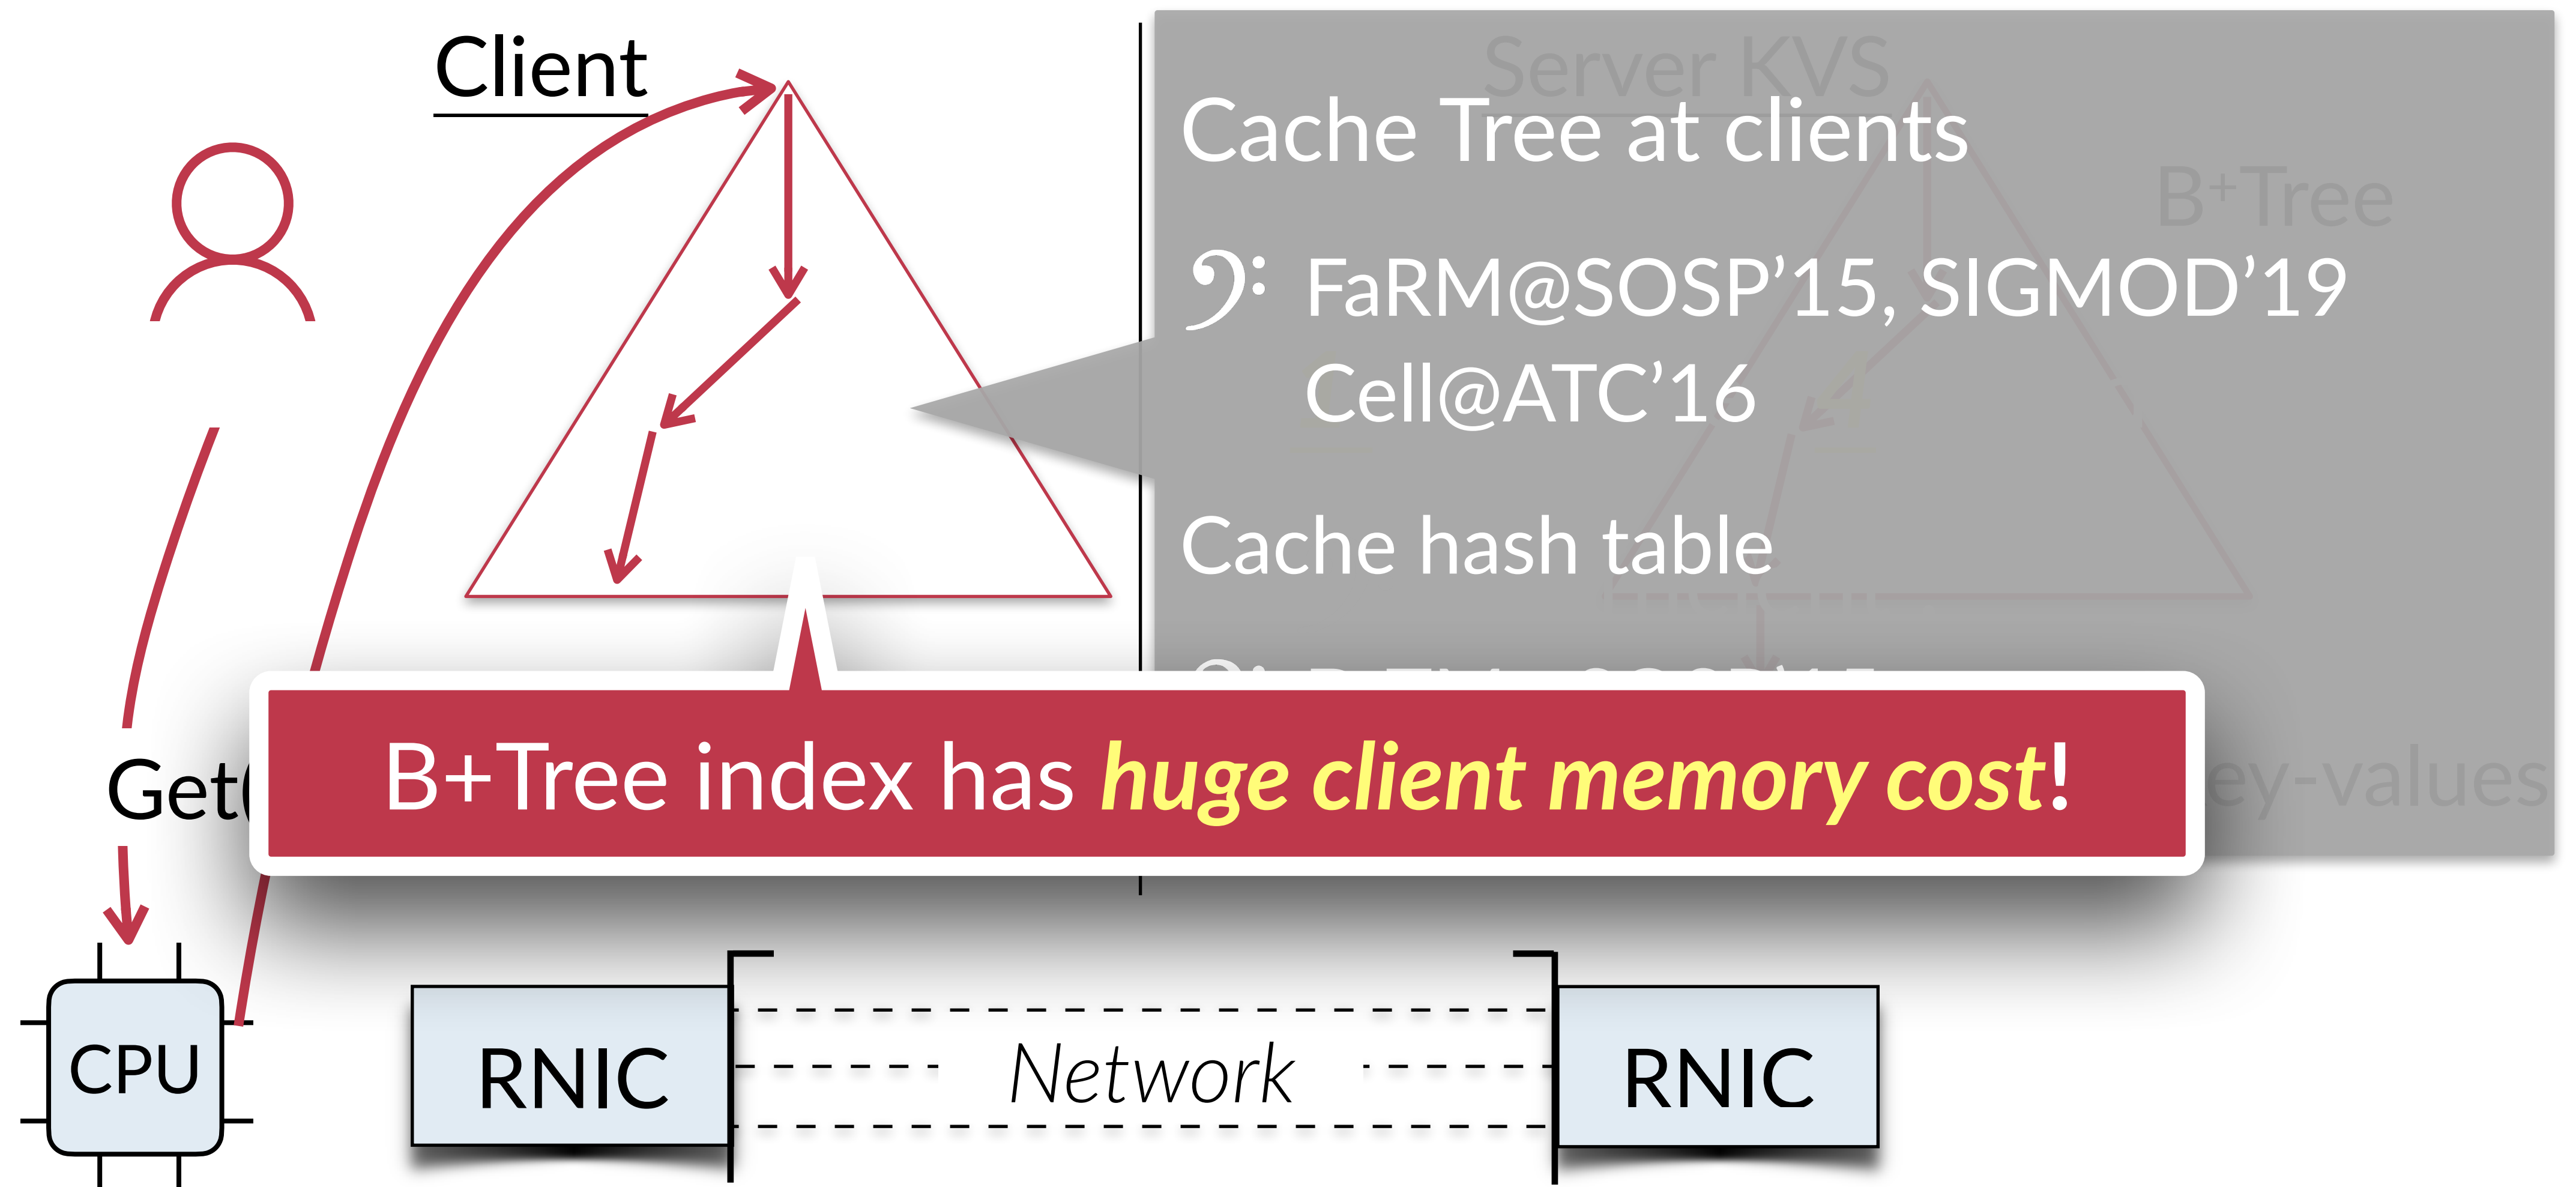 Client
Server KVS
Cache Tree at clients
B+Tree
FaRM@SOSP’15, SIGMOD’19
Cell@ATC’16
Cache hash table
B+Tree index has huge client memory cost!
ey-values
Get(
CPU
RNIC
Network
RNIC